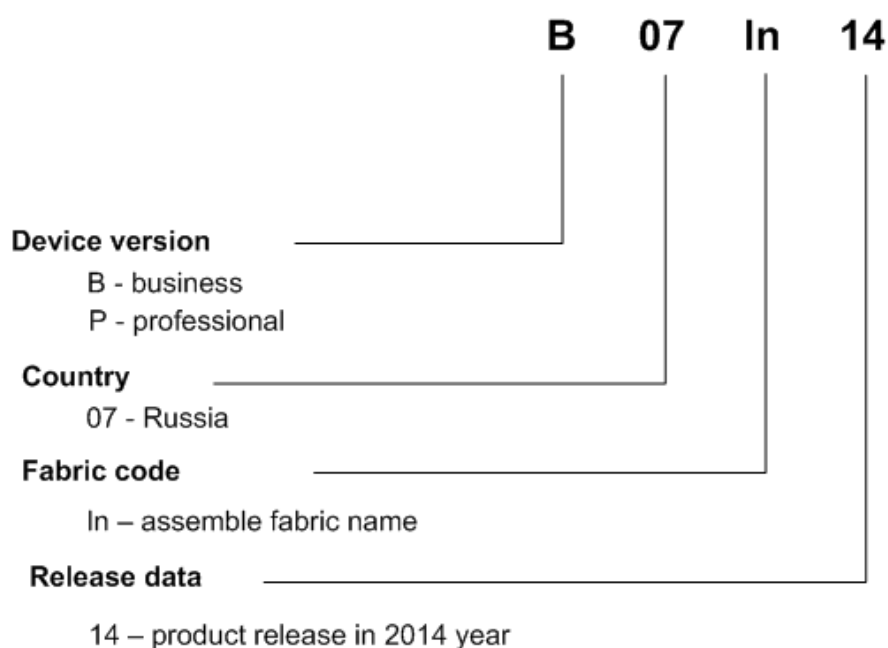 B 07 In 14
Device version
B - business
P - professional
Country
07 - Russia
Fabric code
In – assemble fabric name
Release data
14 – product release in 2014 year